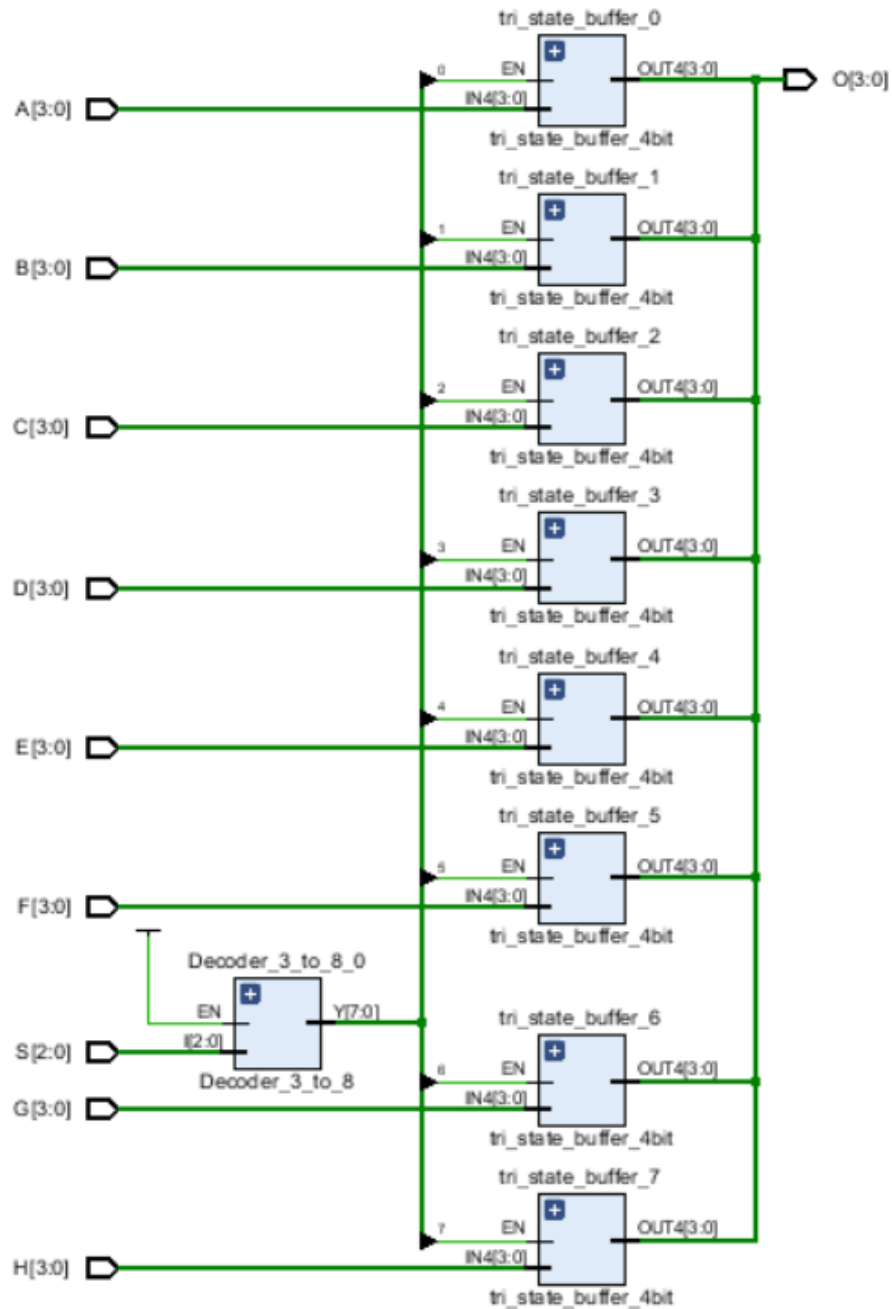 tri_state_buffer_0
0 EN OUT4[3:0] O[3:0]
A[3:0] IN4[3:0]
tri_state_buffer_4bit
tri_state_buffer_1
1 EN OUT4[3:0]
B[3:0] IN4[3:0]
tri_state_buffer_4bit
tri_state_buffer_2
2 EN OUT4[3:0]
C[3:0] IN4[3:0]
tri_state_buffer_4bit
tri_state_buffer_3
3 EN OUT4[3:0]
D[3:0] IN4[3:0]
tri_state_buffer_4bit
tri_state_buffer_4
4 EN OUT4[3:0]
E[3:0] IN4[3:0]
tri_state_buffer_4bit
tri_state_buffer_5
5 EN OUT4[3:0]
F[3:0] IN4[3:0]
tri_state_buffer_4bit
Decoder_3_to_8_0
EN Y[7:0]
S[2:0] I[2:0]
Decoder_3_to_8
tri_state_buffer_6
6 EN OUT4[3:0]
G[3:0] IN4[3:0]
tri_state_buffer_4bit
tri_state_buffer_7
7 EN OUT4[3:0]
H[3:0] IN4[3:0]
tri_state_buffer_4bit